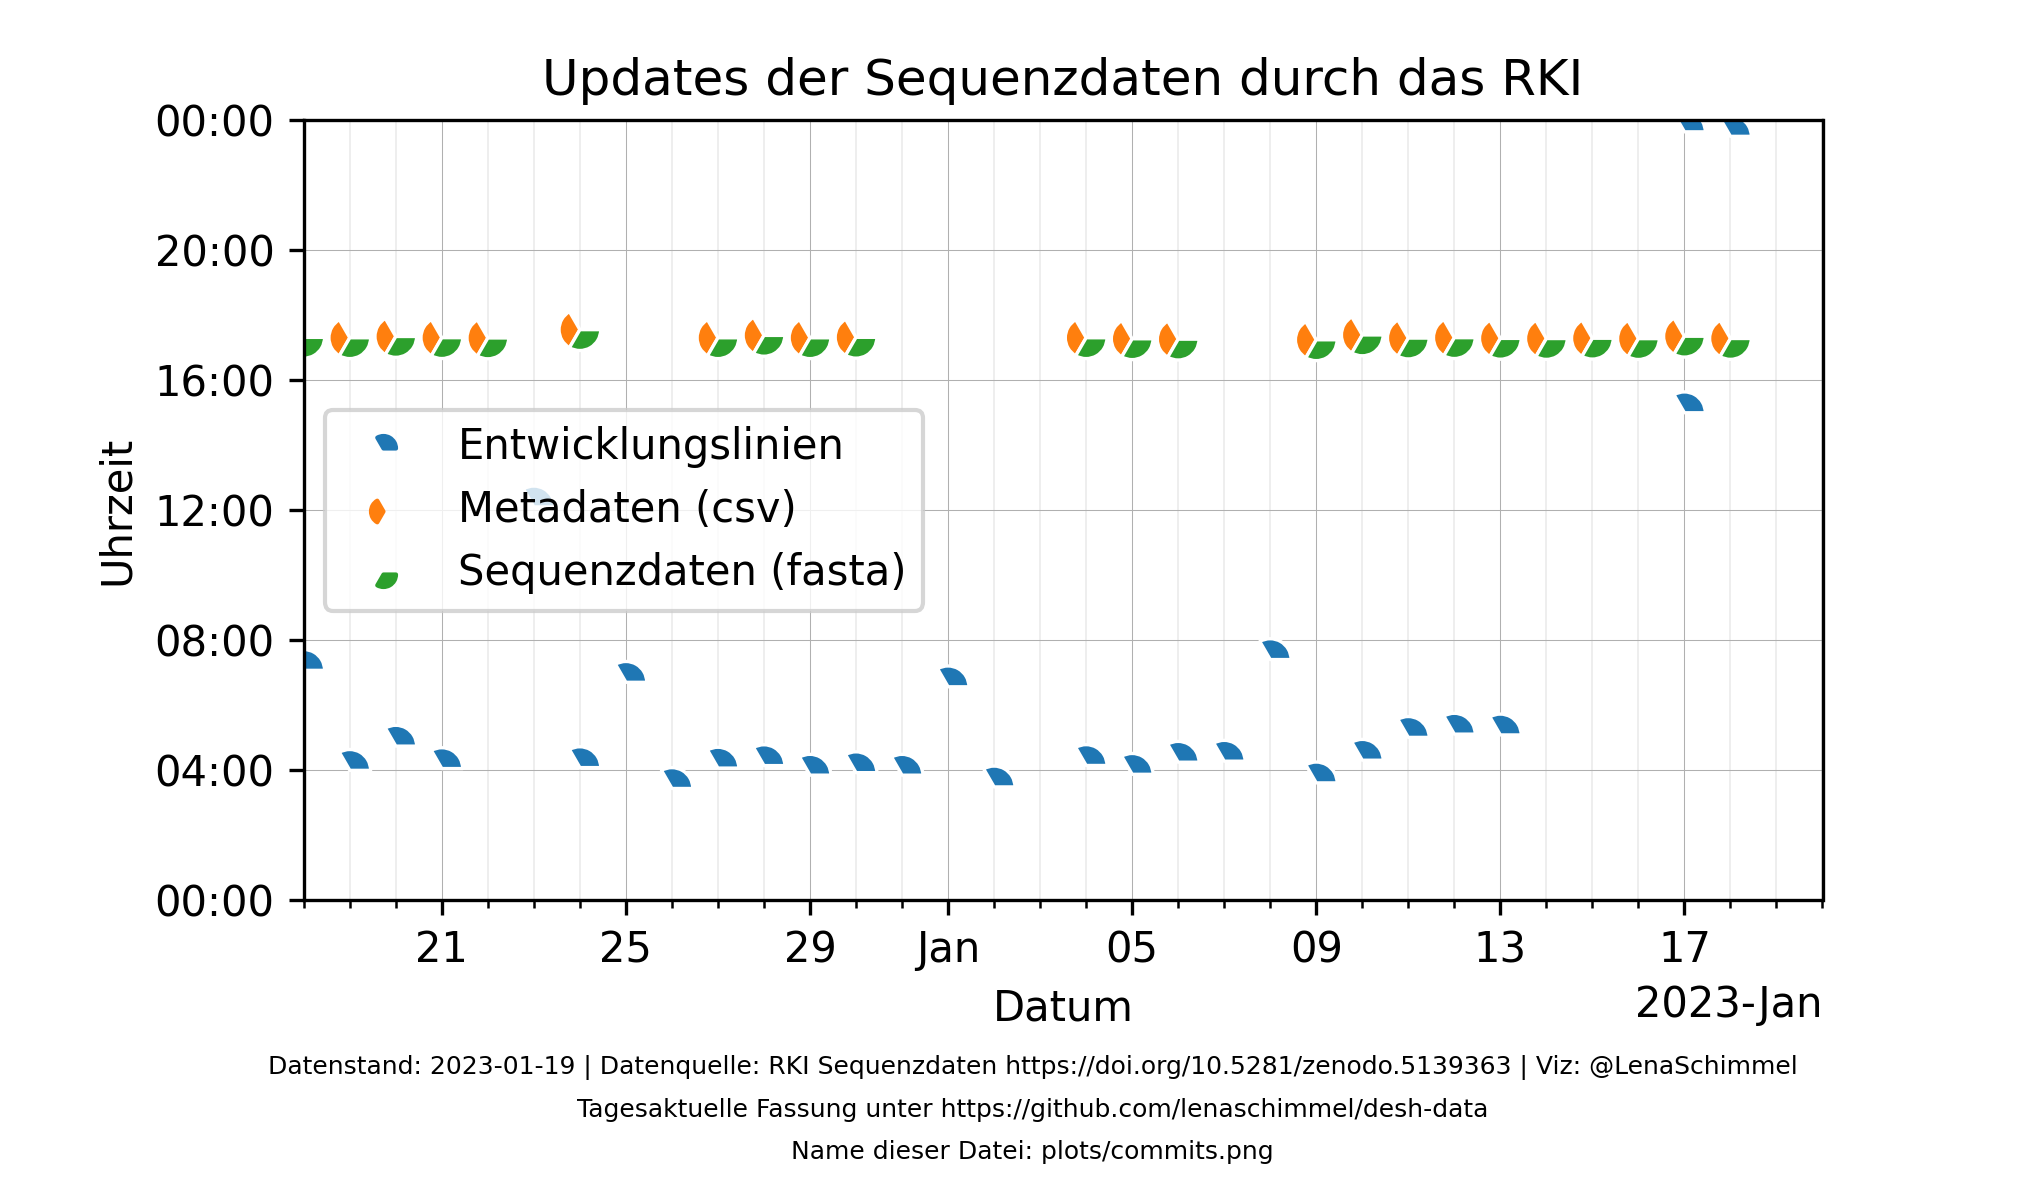 Updates der Sequenzdaten durch das RKI
00:00
20:00
16:00
12:00
08:00
04:00
00:00
Uhrzeit
Entwicklungslinien
Metadaten (csv)
Sequenzdaten (fasta)
21 25 29 Jan 05 09 13 17
Datum
2023-Jan
Datenstand: 2023-01-19 | Datenquelle: RKI Sequenzdaten https://doi.org/10.5281/zenodo.5139363 | Viz: @LenaSchimmel
Tagesaktuelle Fassung unter https://github.com/lenaschimmel/desh-data
Name dieser Datei: plots/commits.png